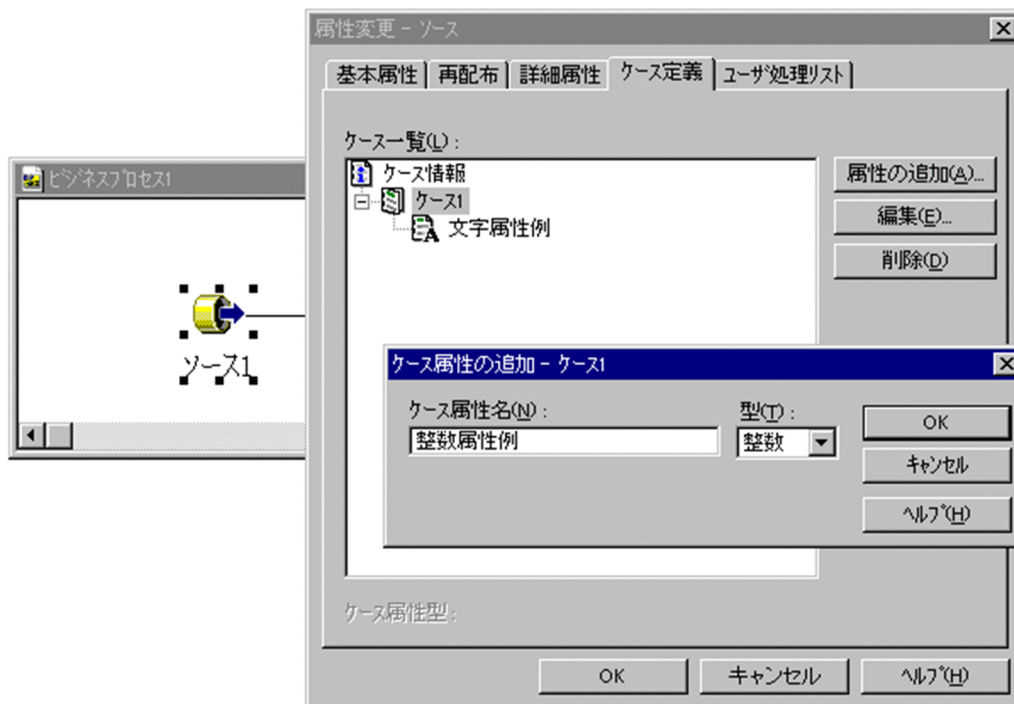 属性変更 - ソース
基本属性 再配布 詳細属性 ケース定義 ユーザ処理リスト
ケース一覧(L):
ケース情報
ケース1
文字属性例
属性の追加(A)...
編集(E)...
削除(D)
ビジネスプロセス1
ソース1
ケース属性の追加 - ケース1
ケース属性名(N):
整数属性例
型(T):
整数
OK
キャンセル
ヘルプ(H)
ケース属性型:
OK キャンセル ヘルプ(H)